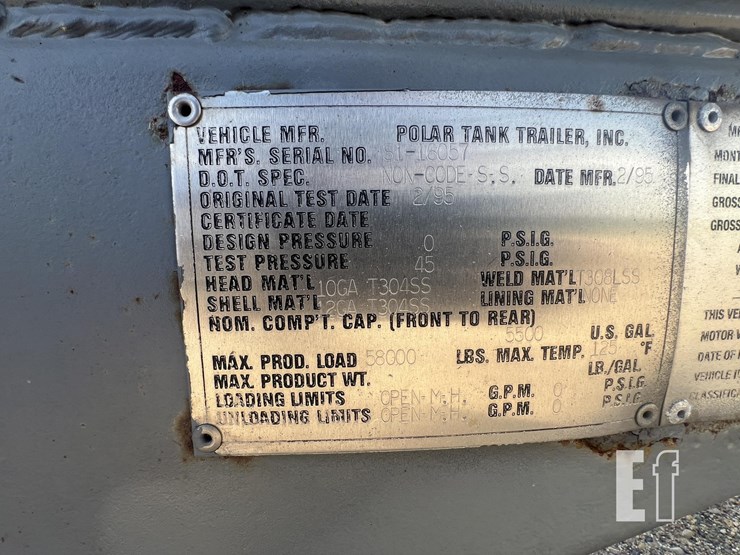 VEHICLE MFR. POLAR TANK TRAILER, INC.
MFR'S. SERIAL NO. 51-16057
D.O.T. SPEC. NON-CODE-S.S. DATE MFR. 2/95
ORIGINAL TEST DATE 2/95
CERTIFICATE DATE
DESIGN PRESSURE 0 P.S.I.G.
TEST PRESSURE 45 P.S.I.G.
HEAD MAT'L 10GA T304SS WELD MAT'L T308LSS
SHELL MAT'L 12GA T304SS LINING MAT'L NONE
NOM. COMP'T. CAP. (FRONT TO REAR)
5500 U.S. GAL.
MAX. PROD. LOAD 58000 LBS. MAX. TEMP. 125 °F
MAX. PRODUCT WT. LB./GAL.
LOADING LIMITS OPEN M.H. G.P.M. 0 P.S.I.G.
UNLOADING LIMITS OPEN M.H. G.P.M. 0 P.S.I.G.
MONT
FINAL
GROSS
GROSS
THIS VE
MOTOR V
DATE OF
VEHICLE I
CLASSIFICA
Ef